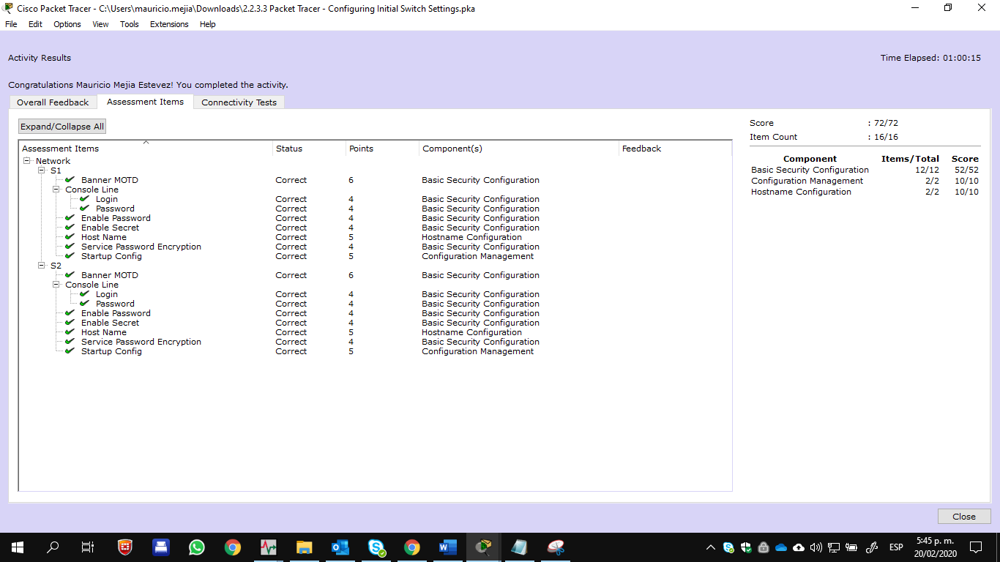 Cisco Packet Tracer - C:\Users\mauricio.mejia\Downloads\2.2.3.3 Packet Tracer - Configuring Initial Switch Settings.pka
File Edit Options View Tools Extensions Help
Activity Results
Time Elapsed: 01:00:15
Congratulations Mauricio Mejia Estevez! You completed the activity.
Overall Feedback Assessment Items Connectivity Tests
Expand/Collapse All
Assessment Items Status Points Component(s) Feedback
Network
S1
Banner MOTD Correct 6 Basic Security Configuration
Console Line
Login Correct 4 Basic Security Configuration
Password Correct 4 Basic Security Configuration
Enable Password Correct 4 Basic Security Configuration
Enable Secret Correct 4 Basic Security Configuration
Host Name Correct 5 Hostname Configuration
Service Password Encryption Correct 4 Basic Security Configuration
Startup Config Correct 5 Configuration Management
S2
Banner MOTD Correct 6 Basic Security Configuration
Console Line
Login Correct 4 Basic Security Configuration
Password Correct 4 Basic Security Configuration
Enable Password Correct 4 Basic Security Configuration
Enable Secret Correct 4 Basic Security Configuration
Host Name Correct 5 Hostname Configuration
Service Password Encryption Correct 4 Basic Security Configuration
Startup Config Correct 5 Configuration Management
Score : 72/72
Item Count : 16/16
Component Items/Total Score
Basic Security Configuration 12/12 52/52
Configuration Management 2/2 10/10
Hostname Configuration 2/2 10/10
Close
ESP
5:45 p. m.
20/02/2020